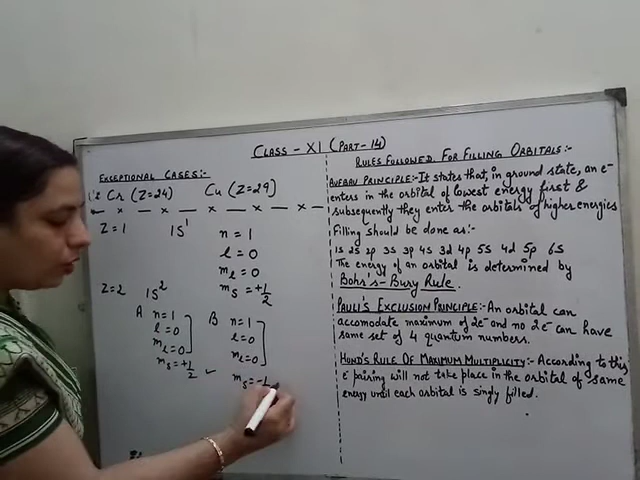 CLASS - XI (PART-14)
EXCEPTIONAL CASES:-
Cr (Z=24) Cu (Z=29)
Z=1 1S¹ n = 1
l = 0
mₗ = 0
mₛ = +1/2
Z=2 1S²
A n=1 B n=1
l=0 l=0
mₗ=0 mₗ=0
mₛ=+1/2 ✓ mₛ=-1
RULES FOLLOWED FOR FILLING ORBITALS:-
AUFBAU PRINCIPLE:- It states that, in ground state, an e⁻
enters in the orbital of lowest energy first &
subsequently they enter the orbitals of higher energies
Filling should be done as:-
1S 2S 2p 3S 3p 4S 3d 4p 5S 4d 5p 6S
The energy of an orbital is determined by
Bohr's-Bury Rule.
PAULI'S EXCLUSION PRINCIPLE:- An orbital can
accomodate maximum of 2e⁻ and no 2e⁻ can have
same set of 4 quantum numbers.
HUND'S RULE OF MAXIMUM MULTIPLICITY:- According to this
e⁻ pairing will not take place in the orbital of same
energy until each orbital is singly filled.